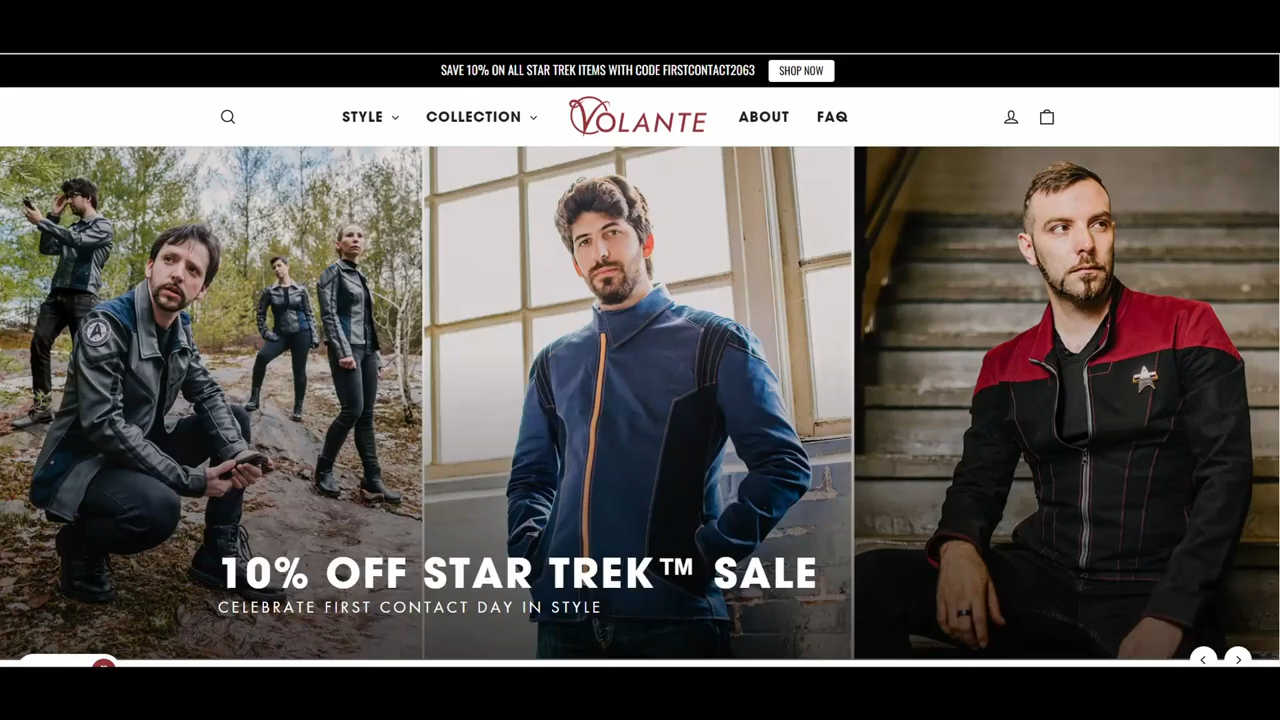 SAVE 10% ON ALL STAR TREK ITEMS WITH CODE FIRSTCONTACT2063 SHOP NOW
STYLE COLLECTION VOLANTE ABOUT FAQ
10% OFF STAR TREK™ SALE
CELEBRATE FIRST CONTACT DAY IN STYLE